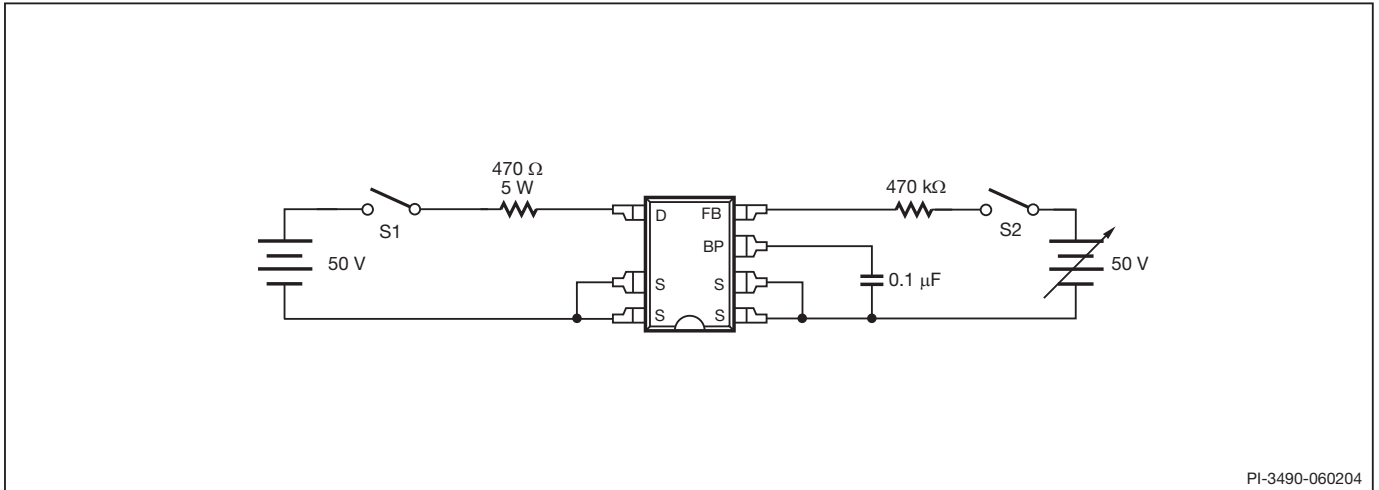 470 Ω
5 W
S1
50 V
D
S
S
FB
BP
S
S
470 kΩ
S2
0.1 µF
50 V
PI-3490-060204